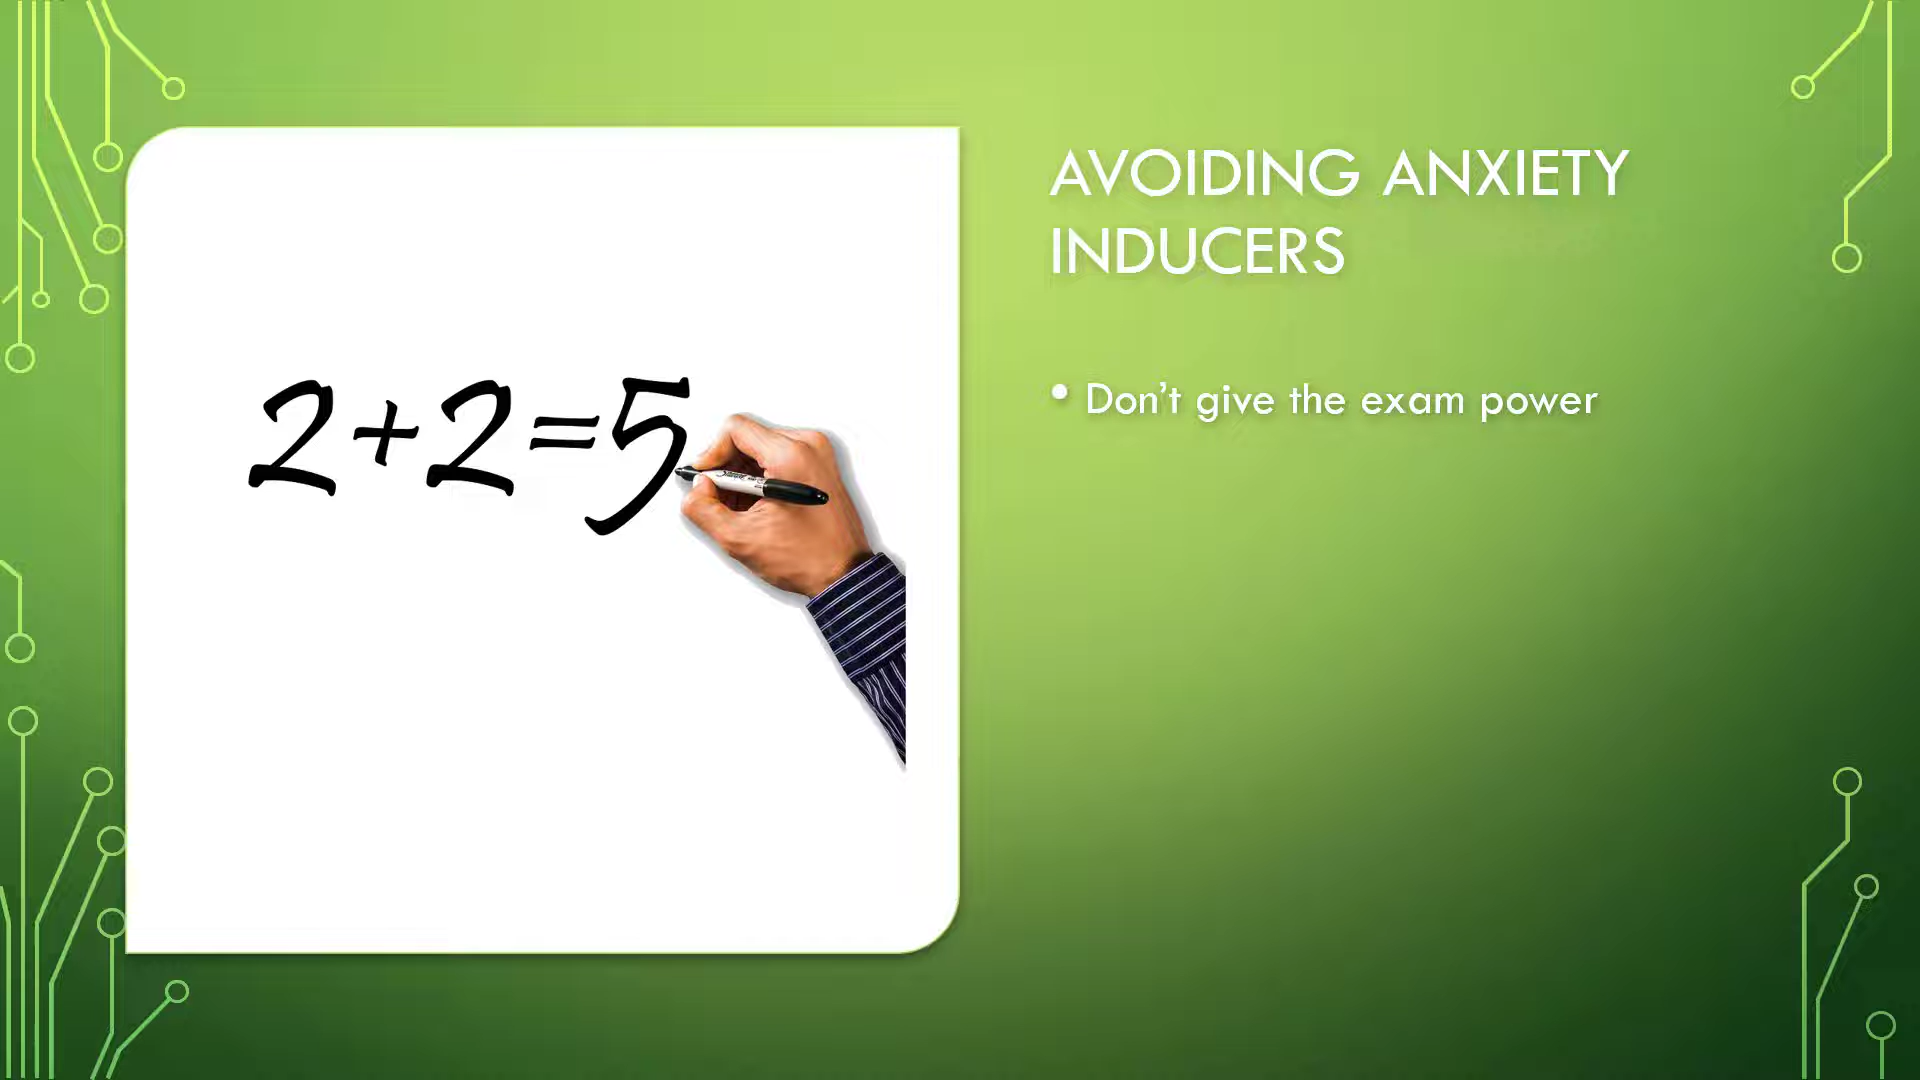 2+2=5
AVOIDING ANXIETY
INDUCERS
• Don’t give the exam power